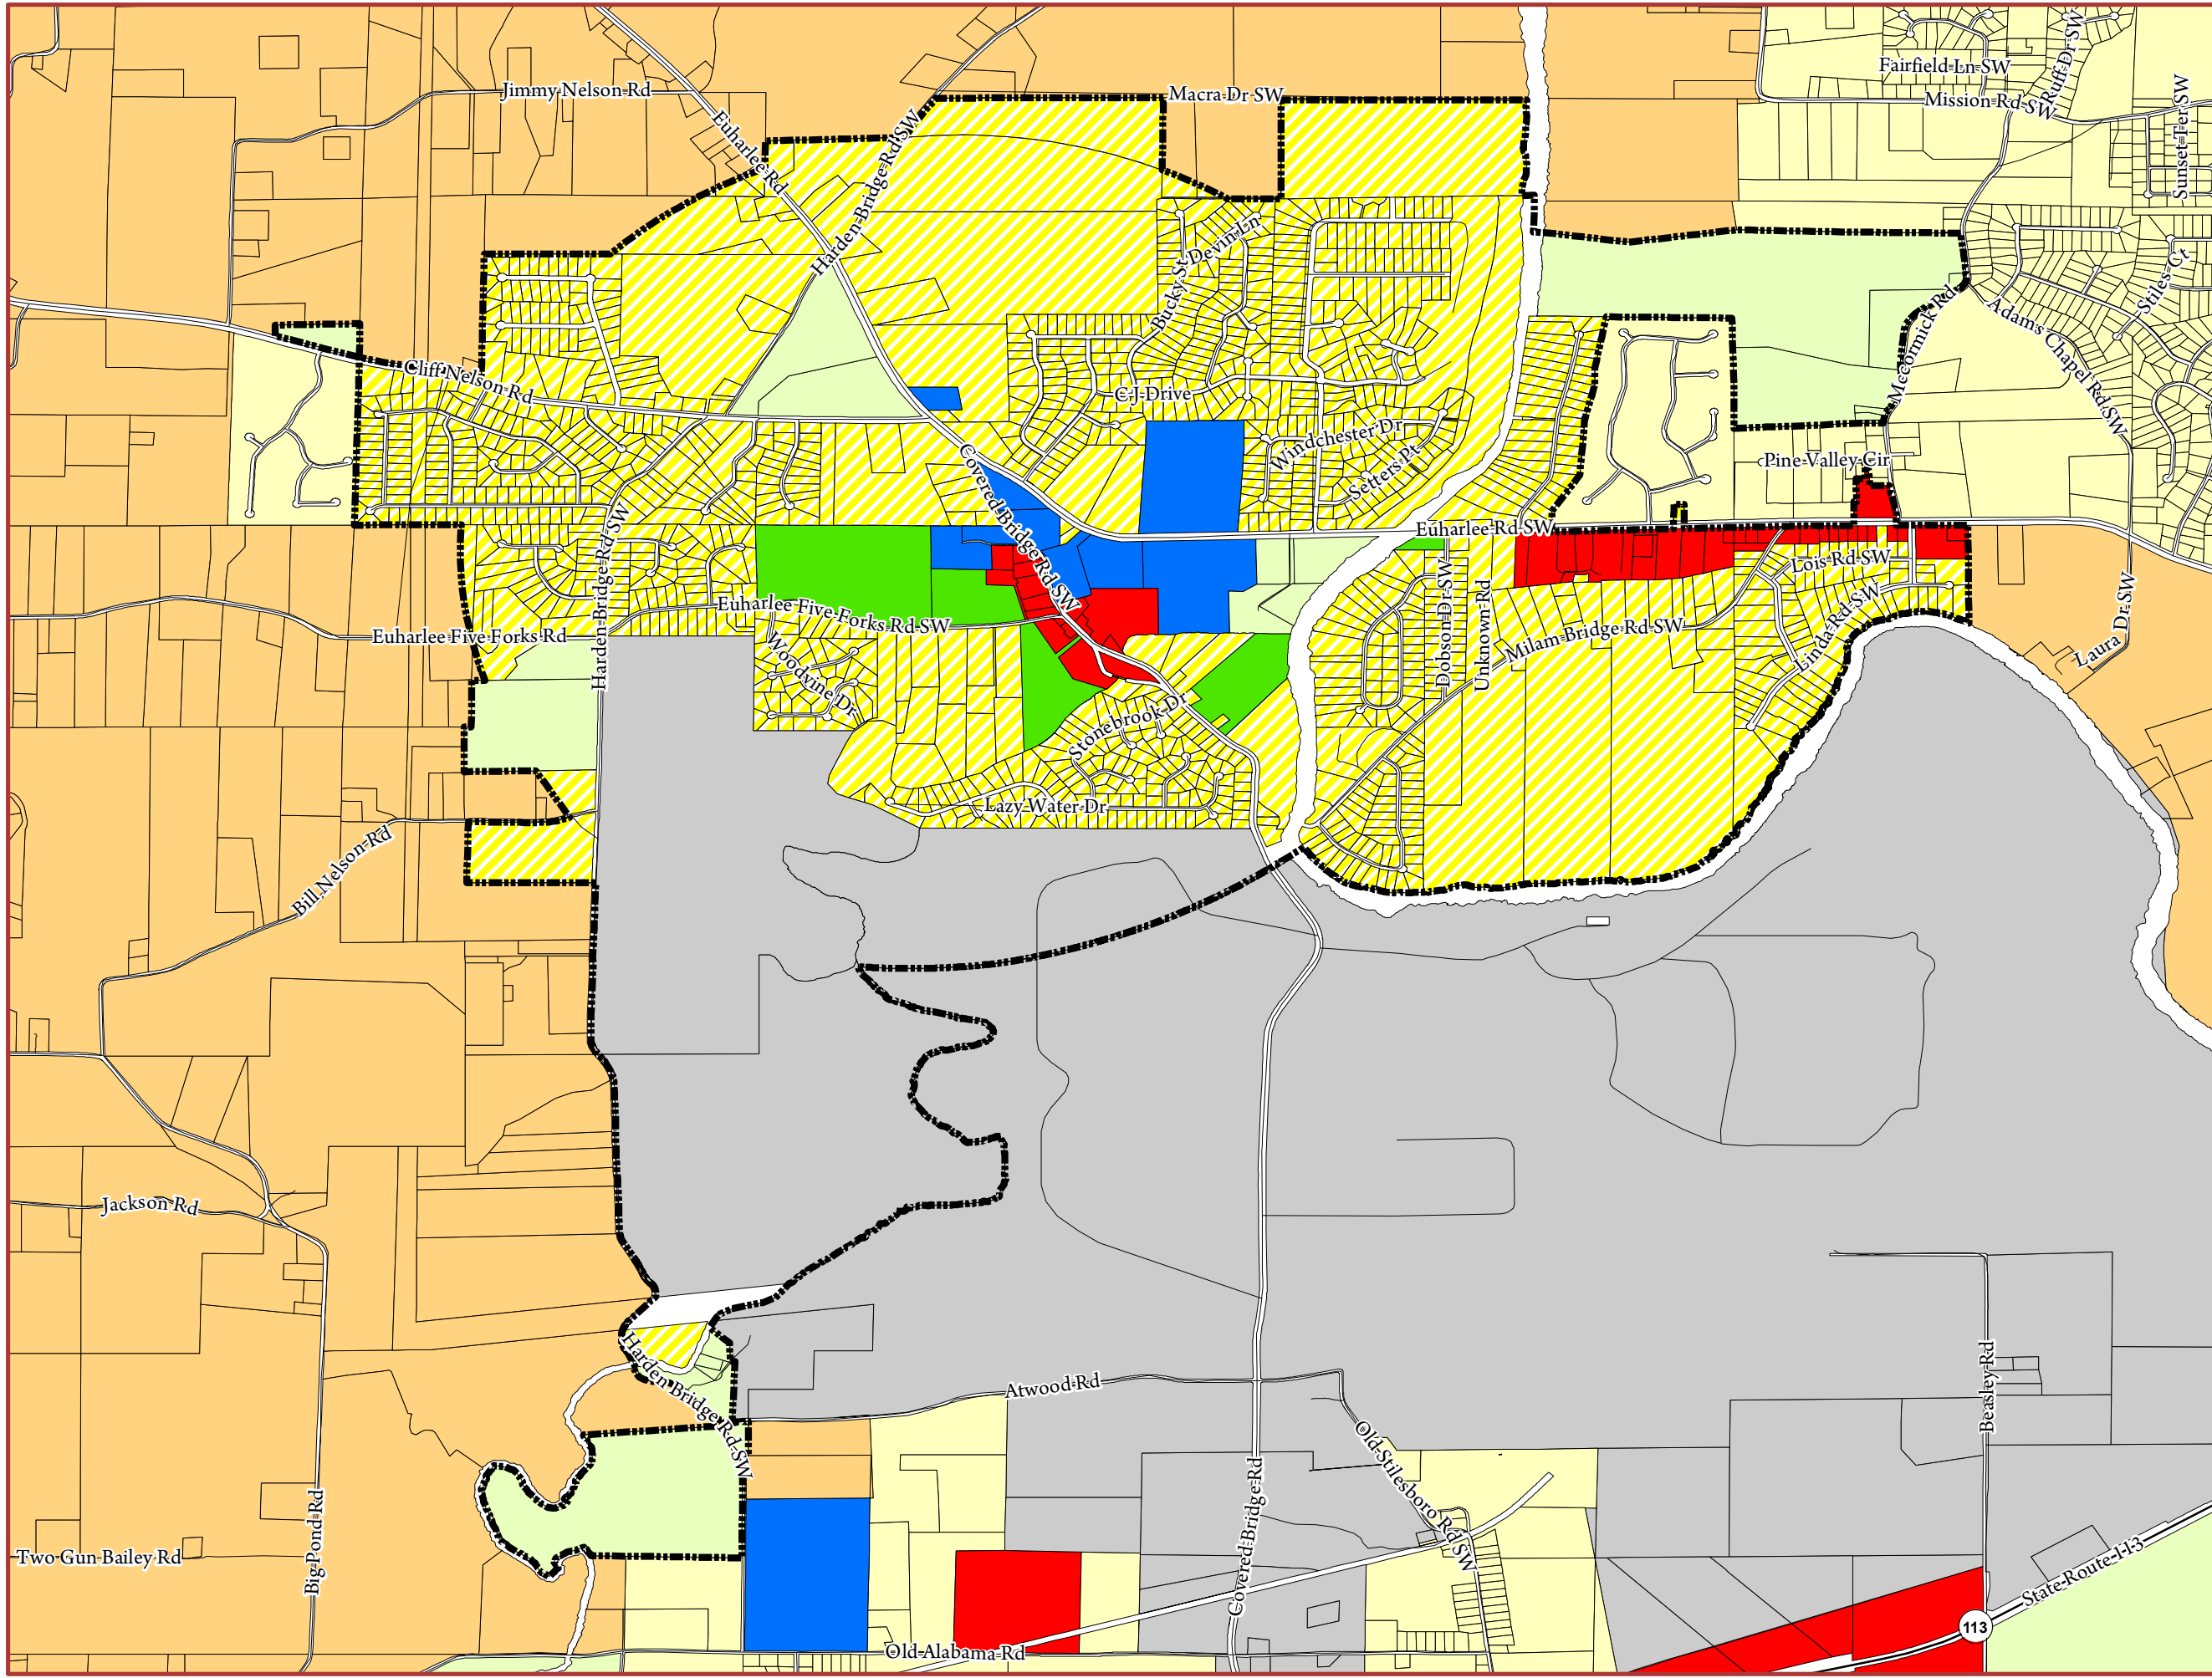 Fairfield Ln SW
Ruff Dr SW
Jimmy Nelson Rd
Macra Dr SW
Mission Rd SW
Sunset Ter SW
Euharlee Rd
Harden Bridge Rd SW
Devin Ln
Bucky St
Stiles Ct
Mccormick Rd
Adams Chapel Rd SW
Cliff Nelson Rd
C J Drive
Windchester Dr
Setters Pt
Pine Valley Cir
Covered Bridge Rd SW
Euharlee Rd SW
Harden Bridge Rd SW
Lois Rd SW
Linda Rd SW
Laura Dr SW
Euharlee Five Forks Rd
Euharlee Five Forks Rd SW
Milam Bridge Rd SW
Dobson Dr SW
Unknown Rd
Woodvine Dr
Stonebrook Dr
Lazy Water Dr
Bill Nelson Rd
Jackson Rd
Harden Bridge Rd SW
Atwood Rd
Old Stilesboro Rd SW
Beasley Rd
Covered Bridge Rd
Big Pond Rd
Two Gun Bailey Rd
State Route 113
113
Old Alabama Rd